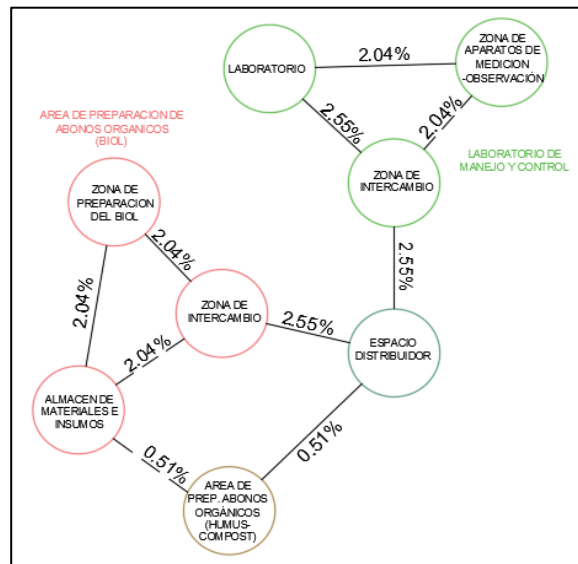 ZONA DE
APARATOS DE
MEDICION
-OBSERVACIÓN
LABORATORIO
2.04%
2.55%
2.04%
AREA DE PREPARACION DE
ABONOS ORGANICOS
(BIOL)
LABORATORIO DE
MANEJO Y CONTROL
ZONA DE
INTERCAMBIO
ZONA DE
PREPARACION
DEL BIOL
2.04%
2.55%
2.04%
ZONA DE
INTERCAMBIO
2.55%
ESPACIO
DISTRIBUIDOR
2.04%
ALMACEN DE
MATERIALES E
INSUMOS
0.51%
0.51%
AREA DE
PREP. ABONOS
ORGÁNICOS
(HUMUS-
COMPOST)